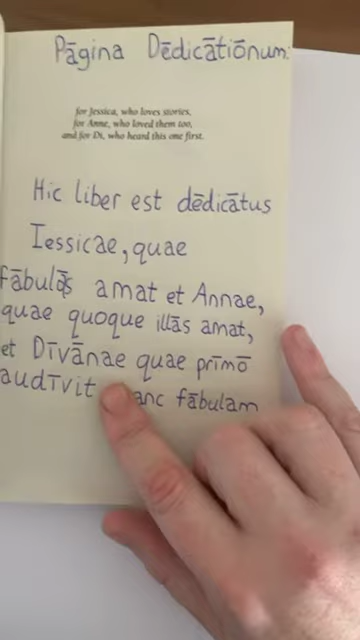 Pāgina Dēdicātiōnum:
for Jessica, who loves stories,
for Anne, who loved them too,
and for Di, who heard this one first.
Hic liber est dēdicātus
Iessicae, quae
fābulās amat et Annae,
quae quoque illās amat,
et Dīvānae quae prīmō
audīvit fābulam